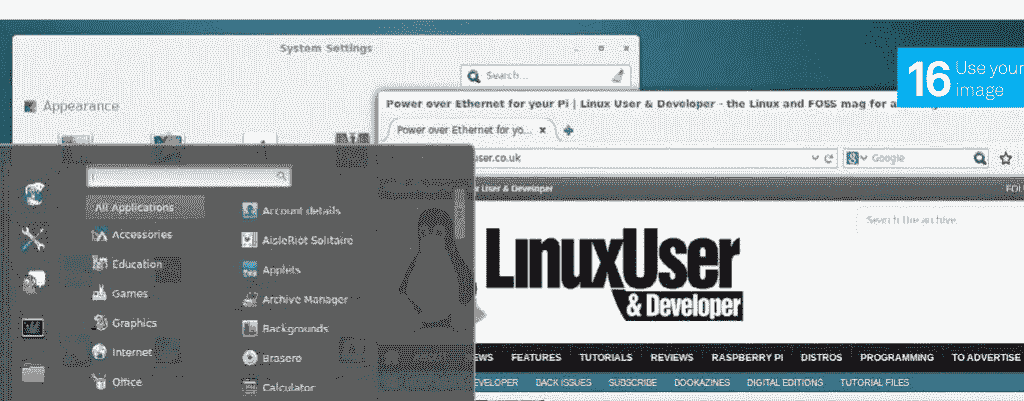 System Settings
Search...
16 Use your
image
Appearance
Power over Ethernet for your Pi | Linux User & Developer - the Linux and FOSS mag for a
Power over Ethernet for yo...
user.co.uk
Google
User & Developer
FOL
All Applications
Accessories
Education
Games
Graphics
Internet
Office
Account details
AisleRiot Solitaire
Applets
Archive Manager
Backgrounds
Brasero
Calculator
Search the archive
LinuxUser
& Developer
EWS FEATURES TUTORIALS REVIEWS RASPBERRY PI DISTROS PROGRAMMING TO ADVERTISE
EVELOPER BACK ISSUES SUBSCRIBE BOOKAZINES DIGITAL EDITIONS TUTORIAL FILES